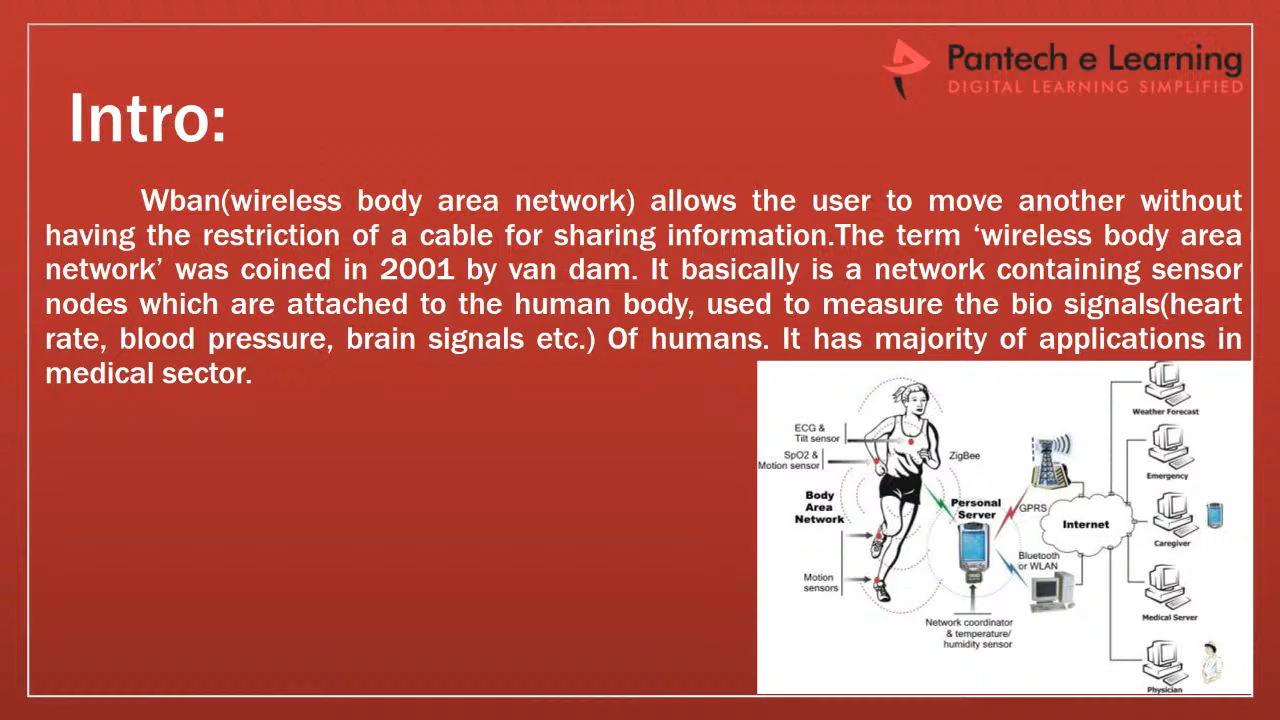 Pantech e Learning
DIGITAL LEARNING SIMPLIFIED
Intro:
Wban(wireless body area network) allows the user to move another without
having the restriction of a cable for sharing information.The term ‘wireless body area
network’ was coined in 2001 by van dam. It basically is a network containing sensor
nodes which are attached to the human body, used to measure the bio signals(heart
rate, blood pressure, brain signals etc.) Of humans. It has majority of applications in
medical sector.
ECG &
Tilt sensor
SpO2 &
Motion sensor
Body
Area
Network
Motion
sensors
ZigBee
Personal
Server
Network coordinator
& temperature/
humidity sensor
GPRS
Bluetooth
or WLAN
Internet
Weather Forecast
Emergency
Caregiver
Medical Server
Physician